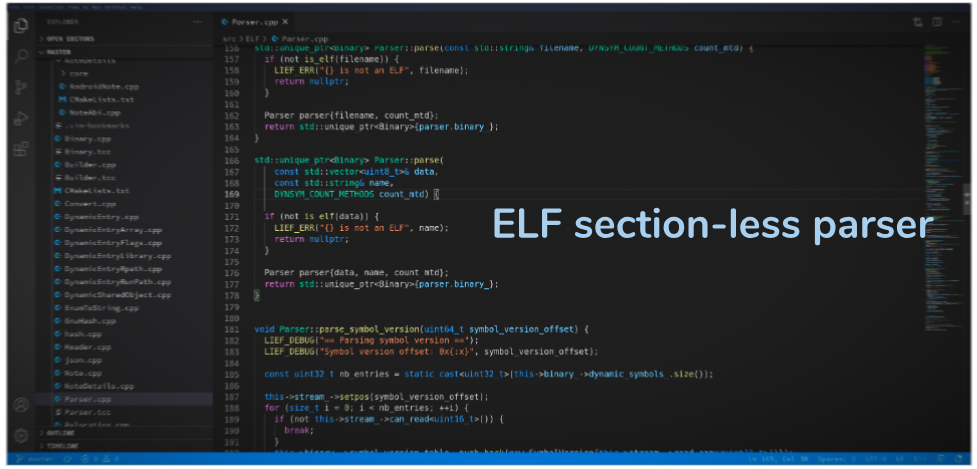 EXPLORER
Parser.cpp
OPEN EDITORS
src > ELF > Parser.cpp
MASTER
NoteDetails
core
AndroidNote.cpp
CMakeLists.txt
NoteAbi.cpp
.vim-bookmarks
Binary.cpp
Binary.tcc
Builder.cpp
Builder.tcc
CMakeLists.txt
Convert.cpp
DynamicEntry.cpp
DynamicEntryArray.cpp
DynamicEntryFlags.cpp
DynamicEntryLibrary.cpp
DynamicEntryRpath.cpp
DynamicEntryRunPath.cpp
DynamicSharedObject.cpp
EnumToString.cpp
GnuHash.cpp
hash.cpp
Header.cpp
json.cpp
Note.cpp
NoteDetails.cpp
Parser.cpp
Parser.tcc
Relocation.cpp
OUTLINE
TIMELINE
156 std::unique_ptr<Binary> Parser::parse(const std::string& filename, DYNSYM_COUNT_METHODS count_mtd) {
157 if (not is_elf(filename)) {
158 LIEF_ERR("{} is not an ELF", filename);
159 return nullptr;
160 }
161
162 Parser parser{filename, count_mtd};
163 return std::unique_ptr<Binary>{parser.binary_};
164 }
165
166 std::unique_ptr<Binary> Parser::parse(
167 const std::vector<uint8_t>& data,
168 const std::string& name,
169 DYNSYM_COUNT_METHODS count_mtd) {
170
171 if (not is_elf(data)) {
172 LIEF_ERR("{} is not an ELF", name);
173 return nullptr;
174 }
175
176 Parser parser{data, name, count_mtd};
177 return std::unique_ptr<Binary>{parser.binary_};
178 }
179
180
181 void Parser::parse_symbol_version(uint64_t symbol_version_offset) {
182 LIEF_DEBUG("== Parsing symbol version ==");
183 LIEF_DEBUG("Symbol version offset: 0x{:x}", symbol_version_offset);
184
185 const uint32_t nb_entries = static_cast<uint32_t>(this->binary_->dynamic_symbols_.size());
186
187 this->stream_->setpos(symbol_version_offset);
188 for (size_t i = 0; i < nb_entries; ++i) {
189 if (not this->stream_->can_read<uint16_t>()) {
190 break;
191 }
ELF section-less parser